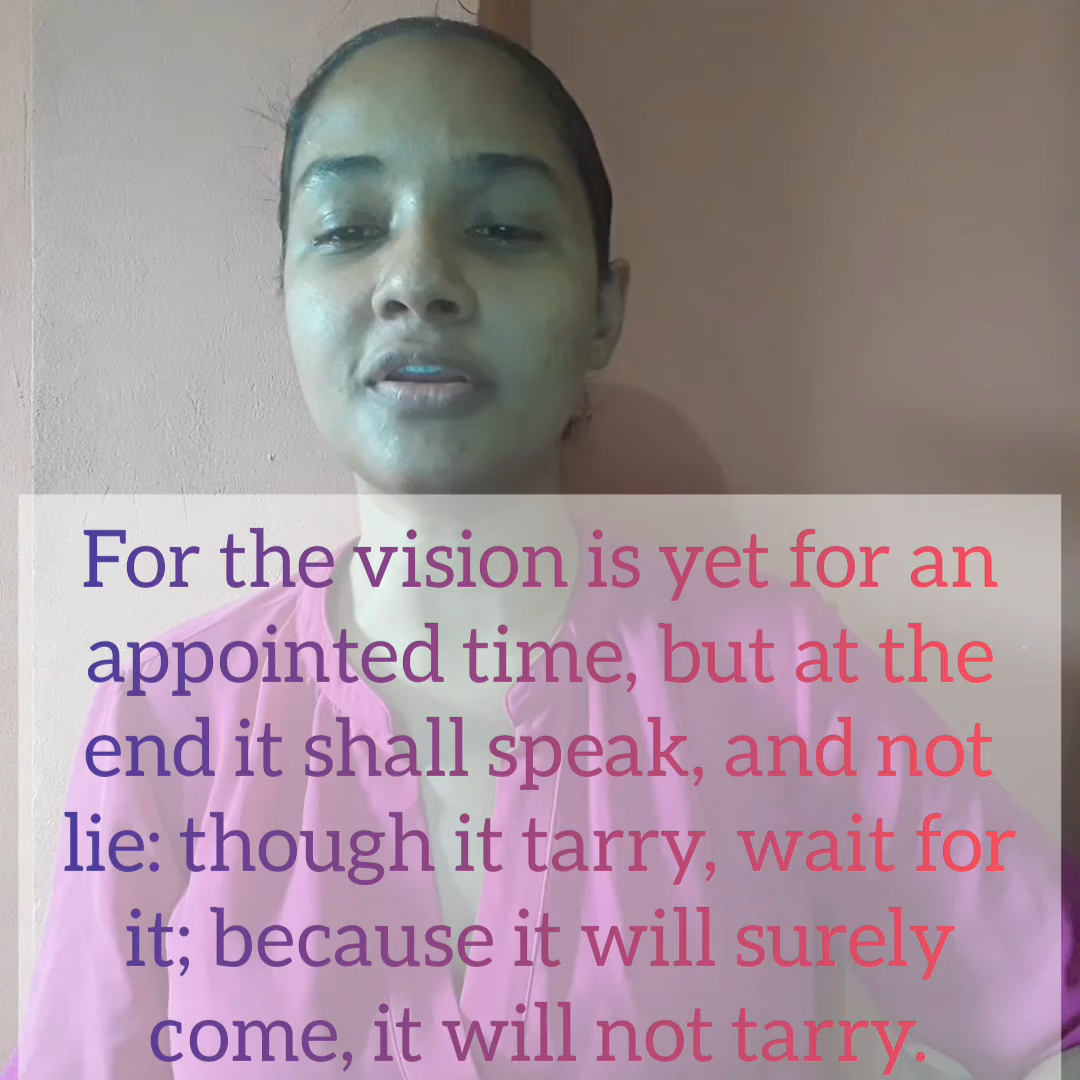 For the vision is yet for an
appointed time, but at the
end it shall speak, and not
lie: though it tarry, wait for
it; because it will surely
come, it will not tarry.